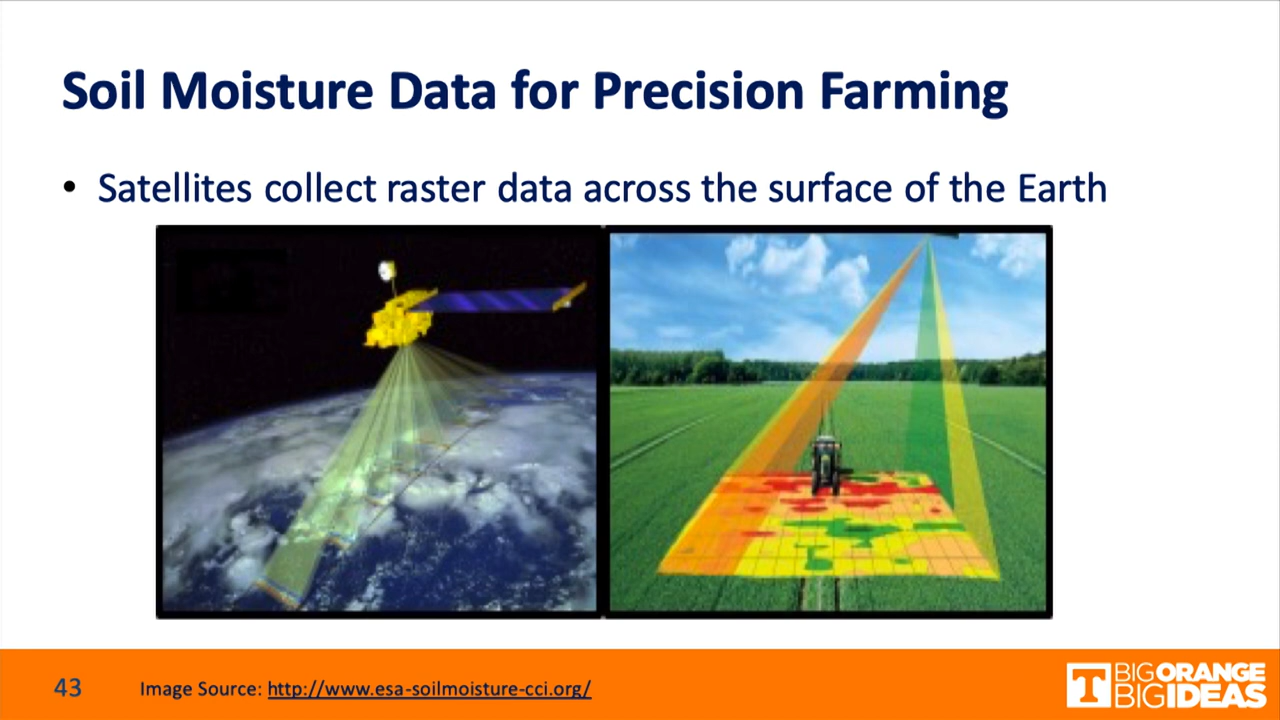 Soil Moisture Data for Precision Farming
• Satellites collect raster data across the surface of the Earth
43
Image Source: http://www.esa-soilmoisture-cci.org/
T
BIG ORANGE
BIG IDEAS